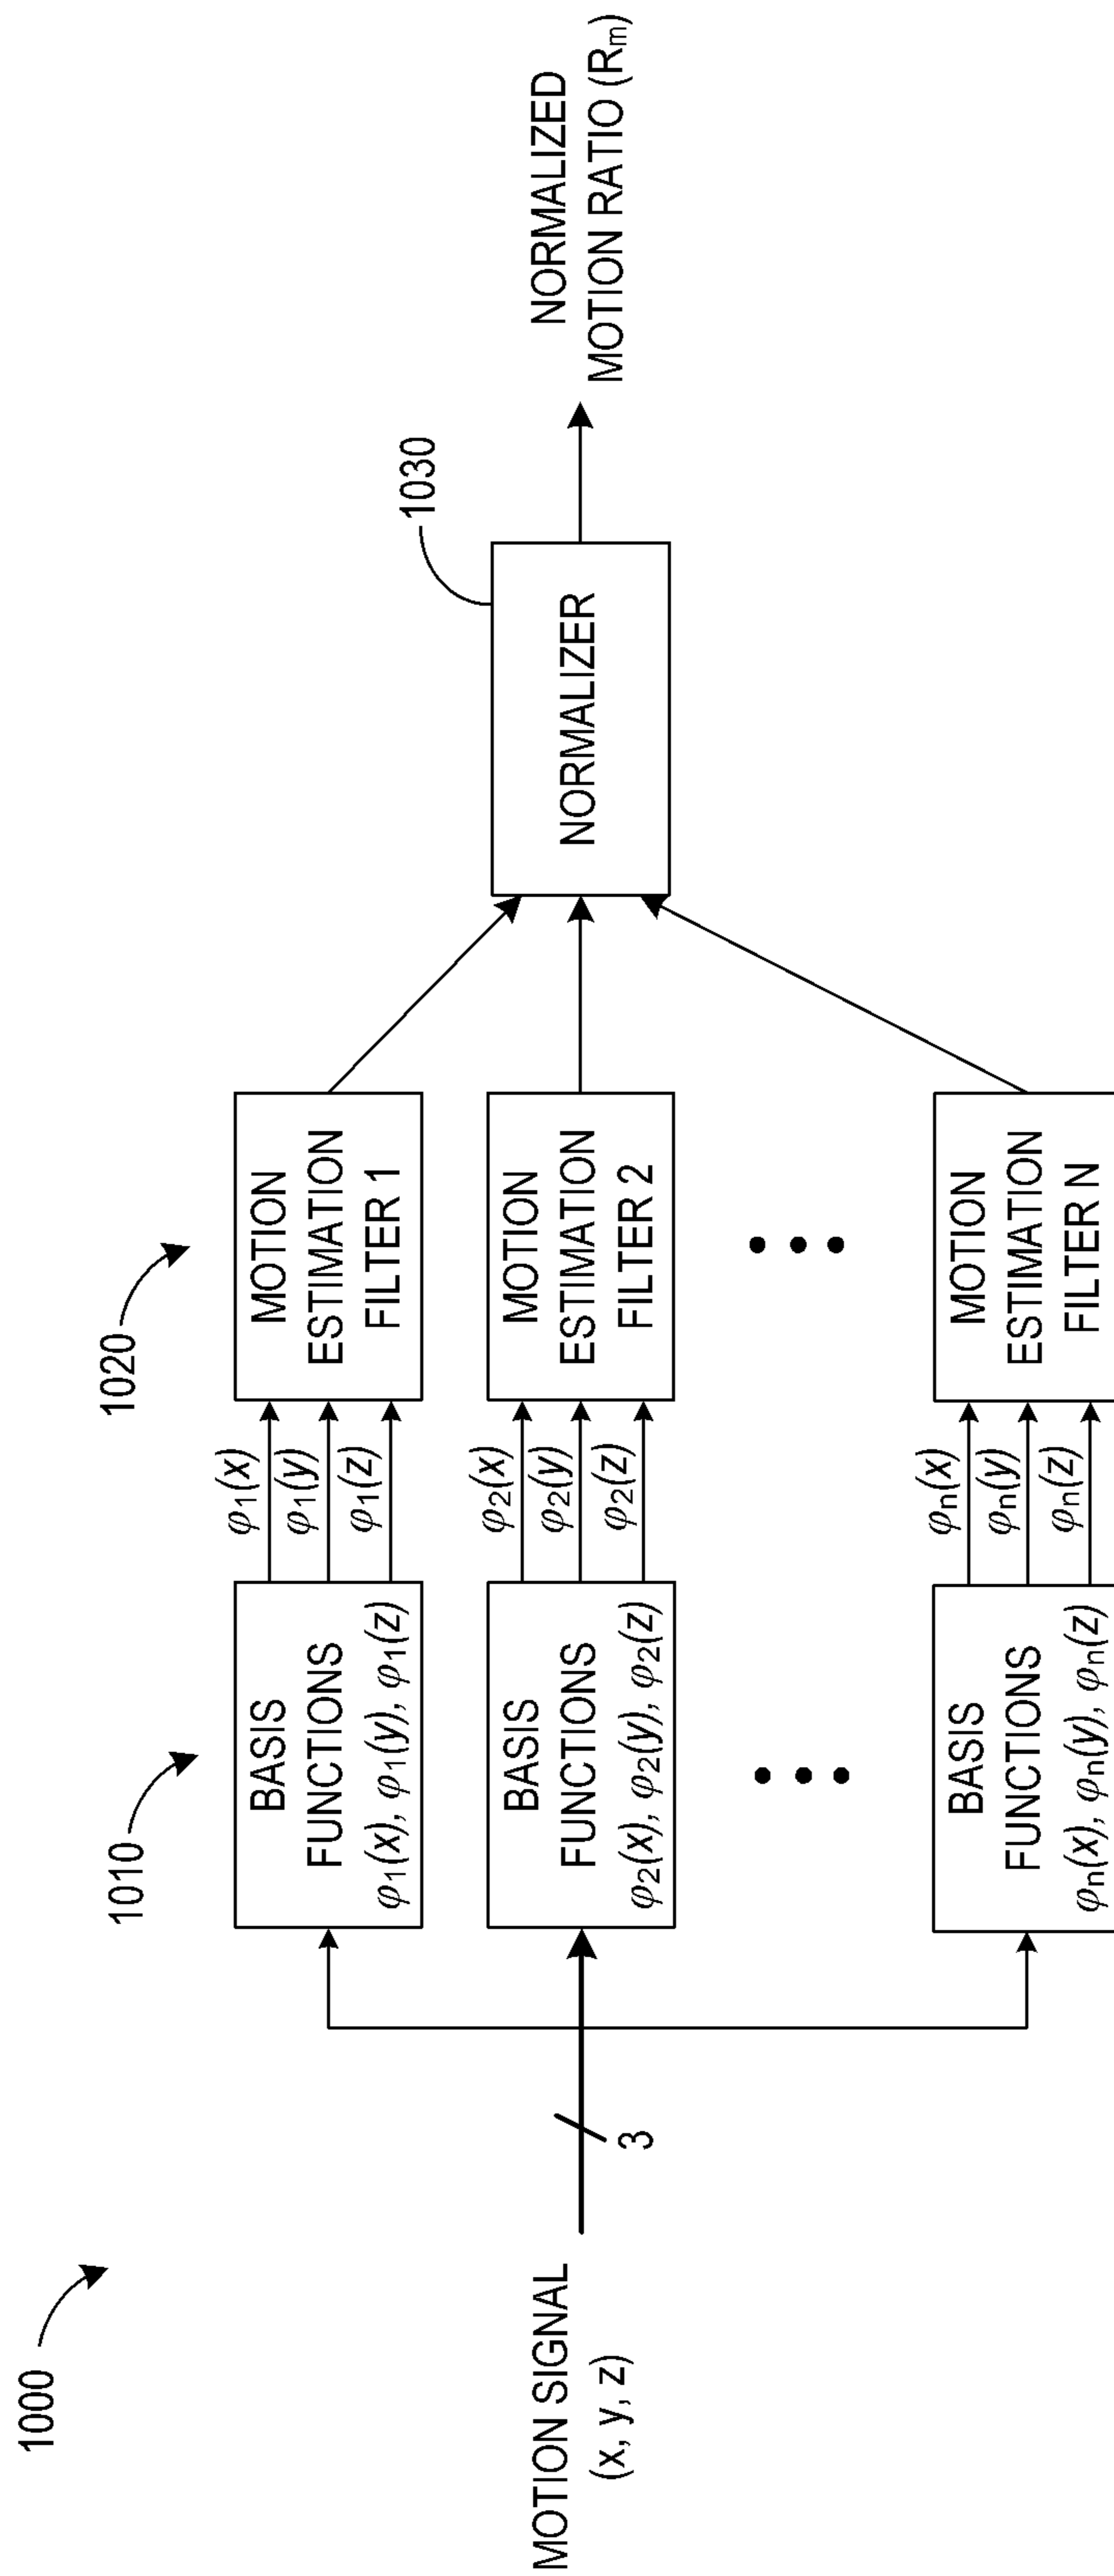 1000
MOTION SIGNAL
(x, y, z)
3
1010
BASIS
FUNCTIONS
φ1(x), φ1(y), φ1(z)
BASIS
FUNCTIONS
φ2(x), φ2(y), φ2(z)
BASIS
FUNCTIONS
φn(x), φn(y), φn(z)
φ1(x)
φ1(y)
φ1(z)
φ2(x)
φ2(y)
φ2(z)
φn(x)
φn(y)
φn(z)
1020
MOTION
ESTIMATION
FILTER 1
MOTION
ESTIMATION
FILTER 2
MOTION
ESTIMATION
FILTER N
1030
NORMALIZER
NORMALIZED
MOTION RATIO (Rm)